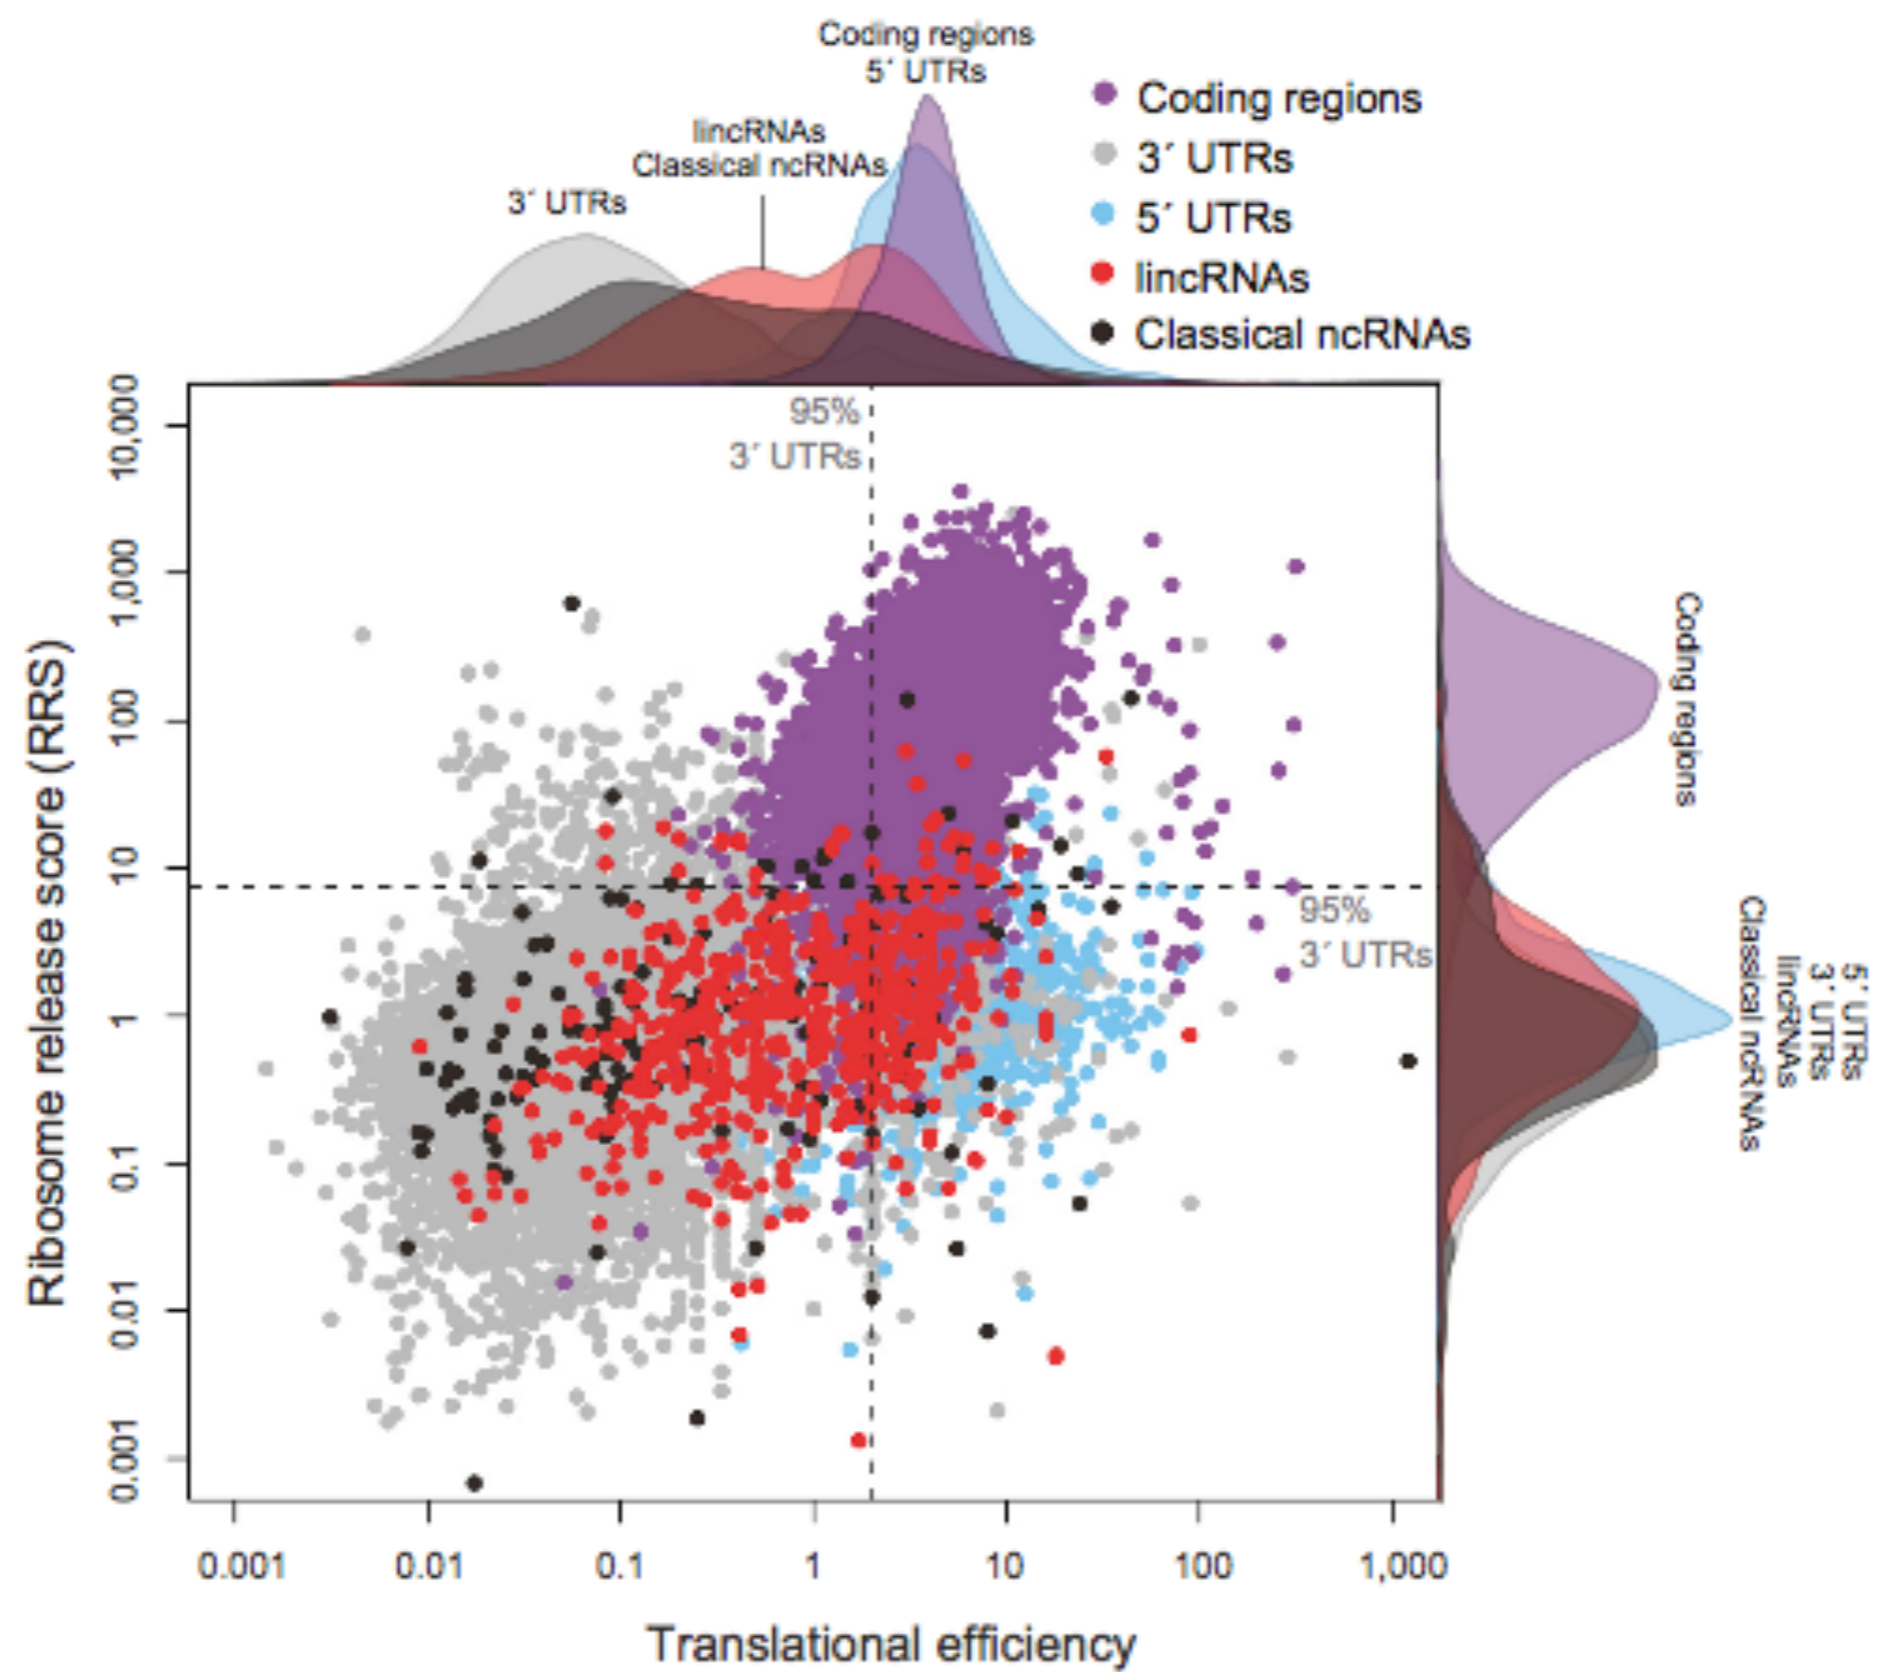 Coding regions
5´ UTRs
lincRNAs
Classical ncRNAs
3´ UTRs
Coding regions
3´ UTRs
5´ UTRs
lincRNAs
Classical ncRNAs
95%
3´ UTRs
10,000
1,000
100
10
1
0.1
0.01
0.001
Ribosome release score (RRS)
95%
3´ UTRs
Coding regions
5´ UTRs
3´ UTRs
lincRNAs
Classical ncRNAs
0.001
0.01
0.1
1
10
100
1,000
Translational efficiency